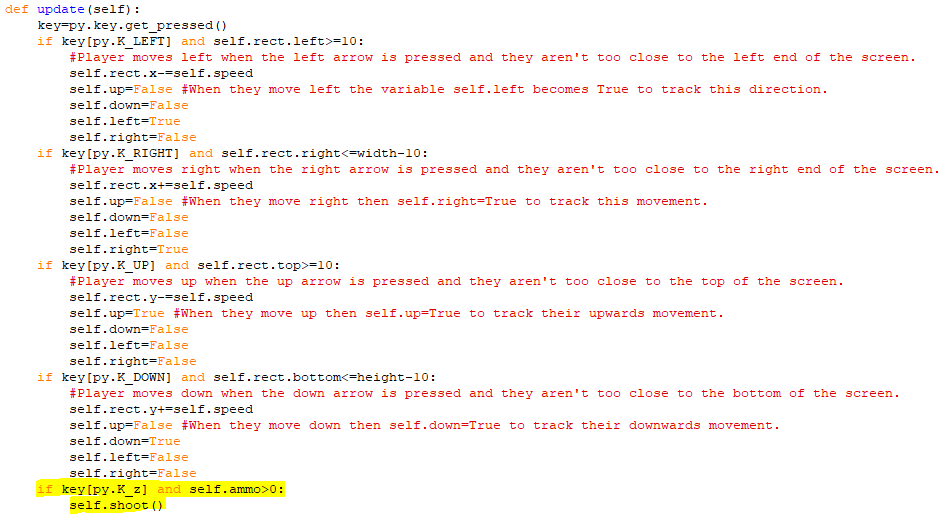 def update(self):
    key=py.key.get_pressed()
    if key[py.K_LEFT] and self.rect.left>=10:
        #Player moves left when the left arrow is pressed and they aren't too close to the left end of the screen.
        self.rect.x-=self.speed
        self.up=False #When they move left the variable self.left becomes True to track this direction.
        self.down=False
        self.left=True
        self.right=False
    if key[py.K_RIGHT] and self.rect.right<=width-10:
        #Player moves right when the right arrow is pressed and they aren't too close to the right end of the screen.
        self.rect.x+=self.speed
        self.up=False #When they move right then self.right=True to track this movement.
        self.down=False
        self.left=False
        self.right=True
    if key[py.K_UP] and self.rect.top>=10:
        #Player moves up when the up arrow is pressed and they aren't too close to the top of the screen.
        self.rect.y-=self.speed
        self.up=True #When they move up then self.up=True to track their upwards movement.
        self.down=False
        self.left=False
        self.right=False
    if key[py.K_DOWN] and self.rect.bottom<=height-10:
        #Player moves down when the down arrow is pressed and they aren't too close to the bottom of the screen.
        self.rect.y+=self.speed
        self.up=False #When they move down then self.down=True to track their downwards movement.
        self.down=True
        self.left=False
        self.right=False
    if key[py.K_z] and self.ammo>0:
        self.shoot()